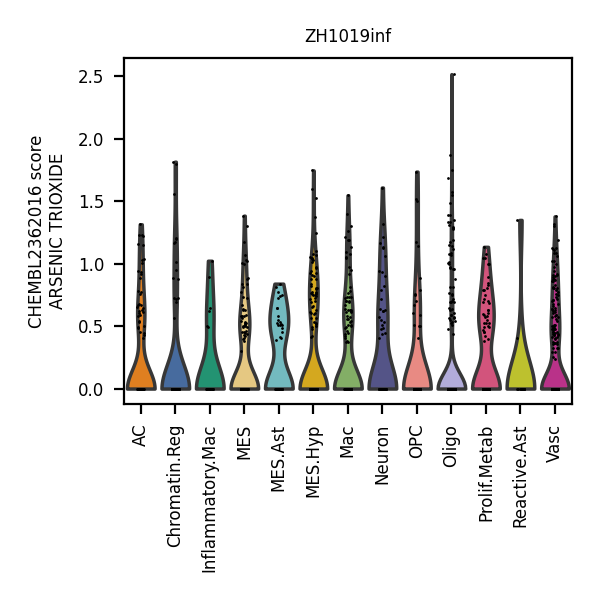 ZH1019inf
CHEMBL2362016 score
ARSENIC TRIOXIDE
2.5
2.0
1.5
1.0
0.5
0.0
AC
Chromatin.Reg
Inflammatory.Mac
MES
MES.Ast
MES.Hyp
Mac
Neuron
OPC
Oligo
Prolif.Metab
Reactive.Ast
Vasc